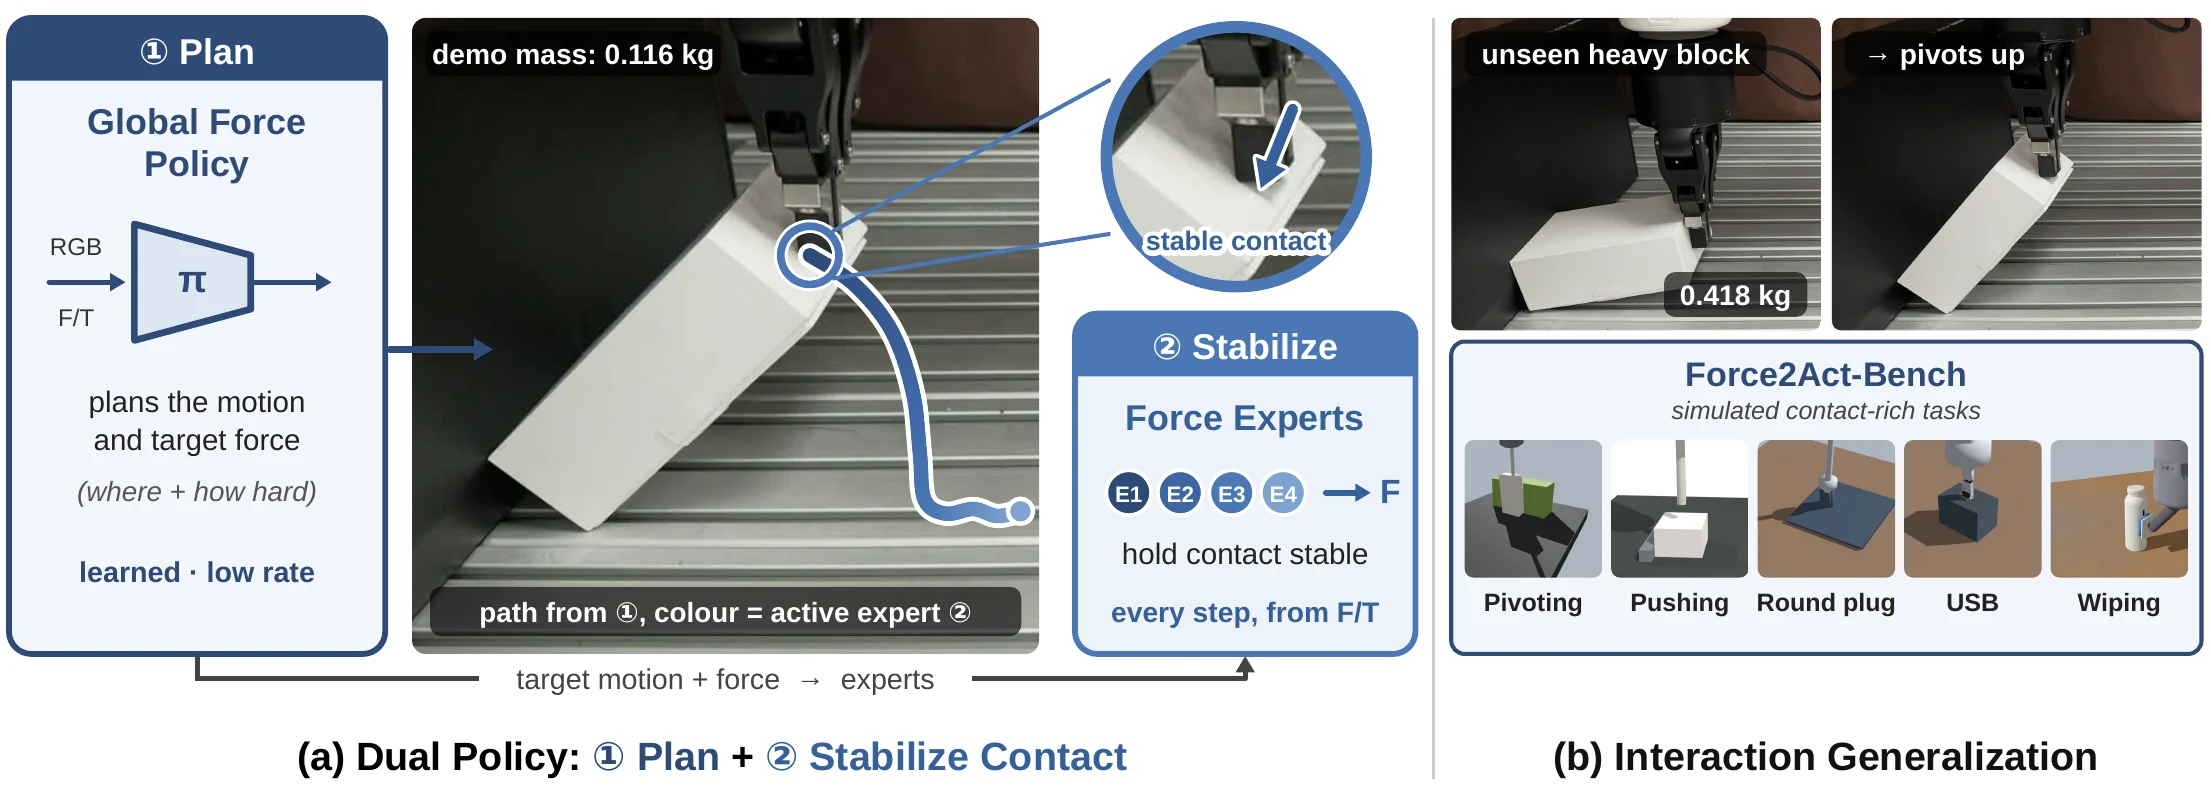 ① Plan
Global Force
Policy
RGB
π
F/T
plans the motion
and target force
(where + how hard)
learned · low rate
demo mass: 0.116 kg
path from ①, colour = active expert ②
stable contact
② Stabilize
Force Experts
E1 E2 E3 E4 → F
hold contact stable
every step, from F/T
target motion + force → experts
(a) Dual Policy: ① Plan + ② Stabilize Contact
unseen heavy block
0.418 kg
→ pivots up
Force2Act-Bench
simulated contact-rich tasks
Pivoting
Pushing
Round plug
USB
Wiping
(b) Interaction Generalization